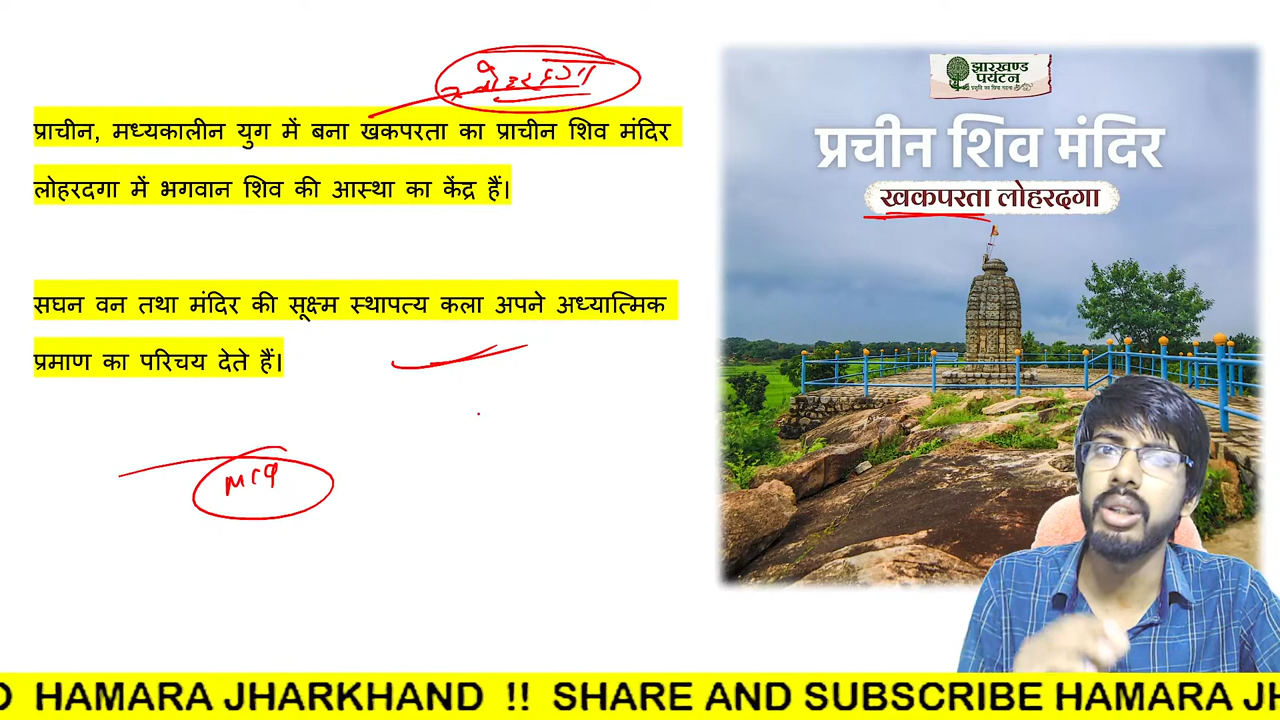 लोहरदगा
प्राचीन, मध्यकालीन युग में बना खकपरता का प्राचीन शिव मंदिर
लोहरदगा में भगवान शिव की आस्था का केंद्र हैं।
सघन वन तथा मंदिर की सूक्ष्म स्थापत्य कला अपने अध्यात्मिक
प्रमाण का परिचय देते हैं।
MCQ
झारखण्ड
पर्यटन
प्रचीन शिव मंदिर
खकपरता लोहरदगा
HAMARA JHARKHAND !! SHARE AND SUBSCRIBE HAMARA JH